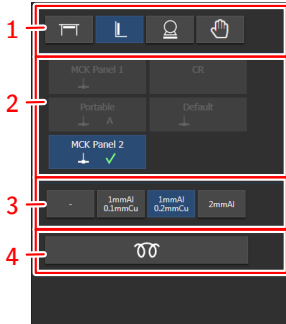 1
2
MCK Panel 1
CR
Portable
A
Default
MCK Panel 2
3
-
1mmAl
0.1mmCu
1mmAl
0.2mmCu
2mmAl
4